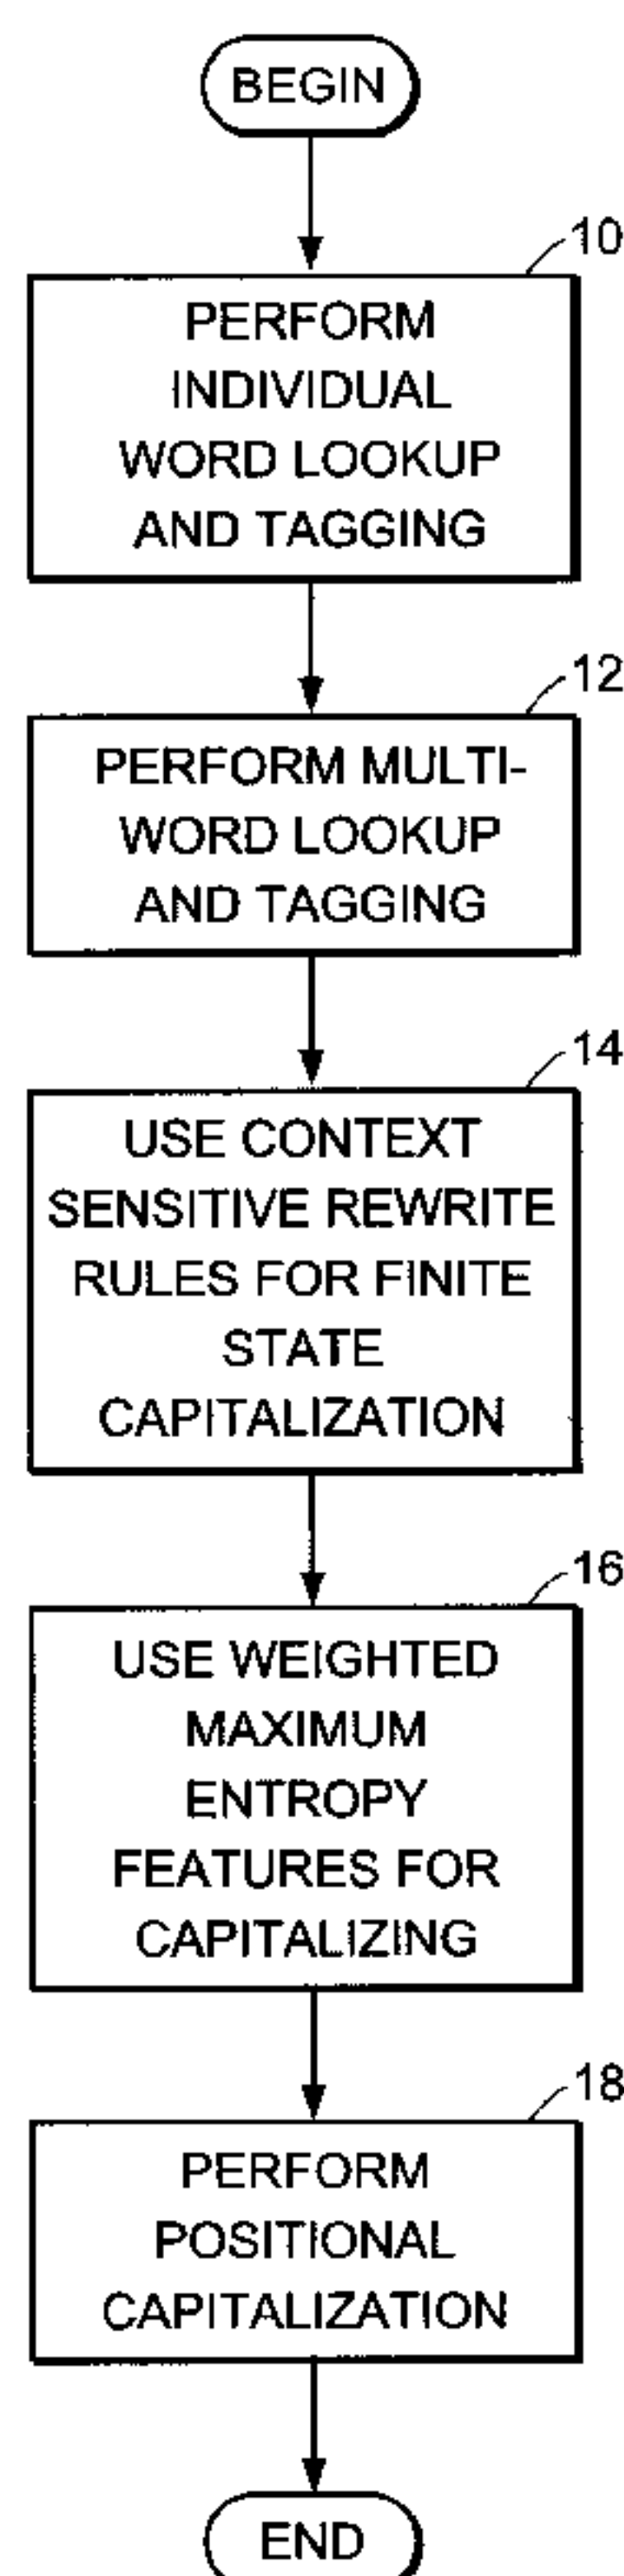 BEGIN
10
PERFORM
INDIVIDUAL
WORD LOOKUP
AND TAGGING
12
PERFORM MULTI-
WORD LOOKUP
AND TAGGING
14
USE CONTEXT
SENSITIVE REWRITE
RULES FOR FINITE
STATE
CAPITALIZATION
16
USE WEIGHTED
MAXIMUM
ENTROPY
FEATURES FOR
CAPITALIZING
18
PERFORM
POSITIONAL
CAPITALIZATION
END